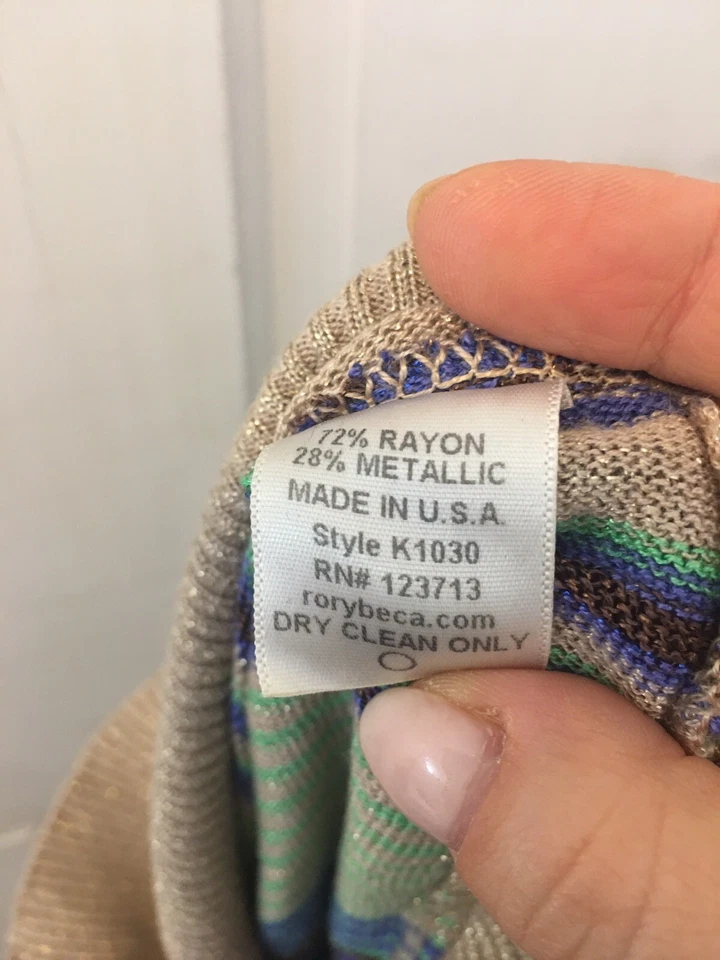 72% RAYON
28% METALLIC
MADE IN U.S.A.
Style K1030
RN# 123713
rorybeca.com
DRY CLEAN ONLY